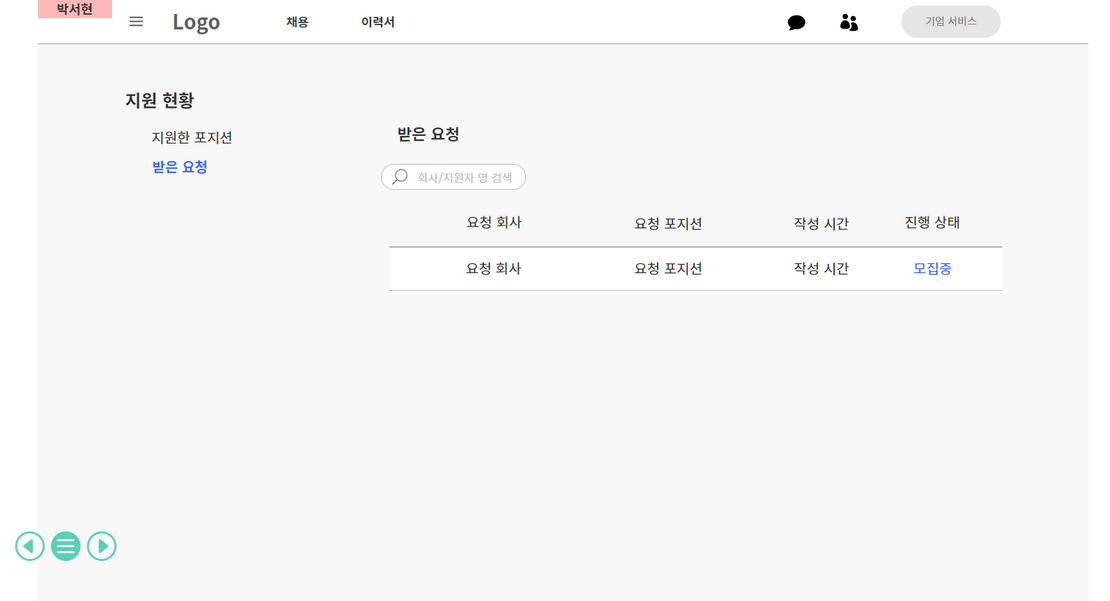 박서현
Logo 채용 이력서 기업 서비스
지원 현황
지원한 포지션
받은 요청
받은 요청
회사/지원자 명 검색
요청 회사 요청 포지션 작성 시간 진행 상태
요청 회사 요청 포지션 작성 시간 모집중